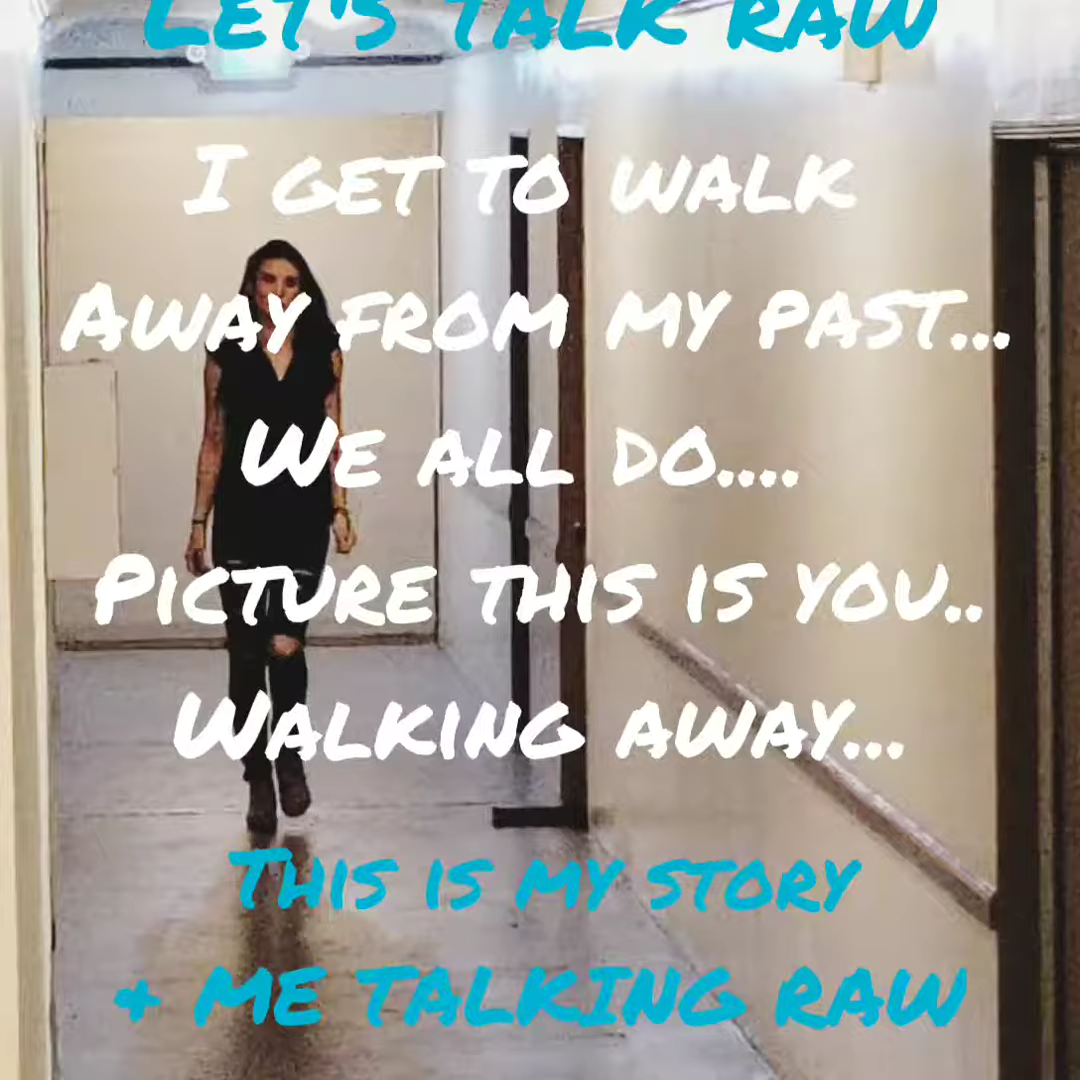 LET'S TALK RAW
I GET TO WALK
AWAY FROM MY PAST...
WE ALL DO....
PICTURE THIS IS YOU..
WALKING AWAY...
THIS IS MY STORY
+ ME TALKING RAW